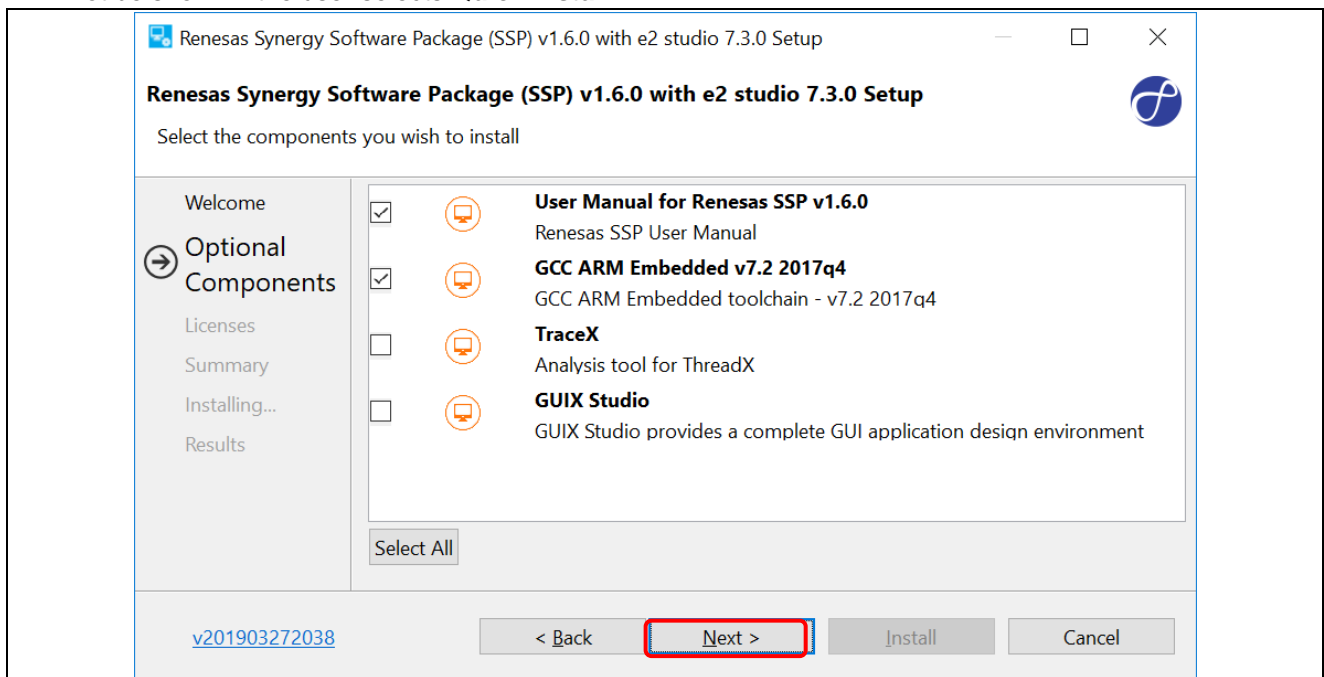 Renesas Synergy Software Package (SSP) v1.6.0 with e2 studio 7.3.0 Setup
Renesas Synergy Software Package (SSP) v1.6.0 with e2 studio 7.3.0 Setup
Select the components you wish to install
Welcome
Optional
Components
Licenses
Summary
Installing...
Results
User Manual for Renesas SSP v1.6.0
Renesas SSP User Manual
GCC ARM Embedded v7.2 2017q4
GCC ARM Embedded toolchain - v7.2 2017q4
TraceX
Analysis tool for ThreadX
GUIX Studio
GUIX Studio provides a complete GUI application design environment
Select All
v201903272038
< Back
Next >
Install
Cancel